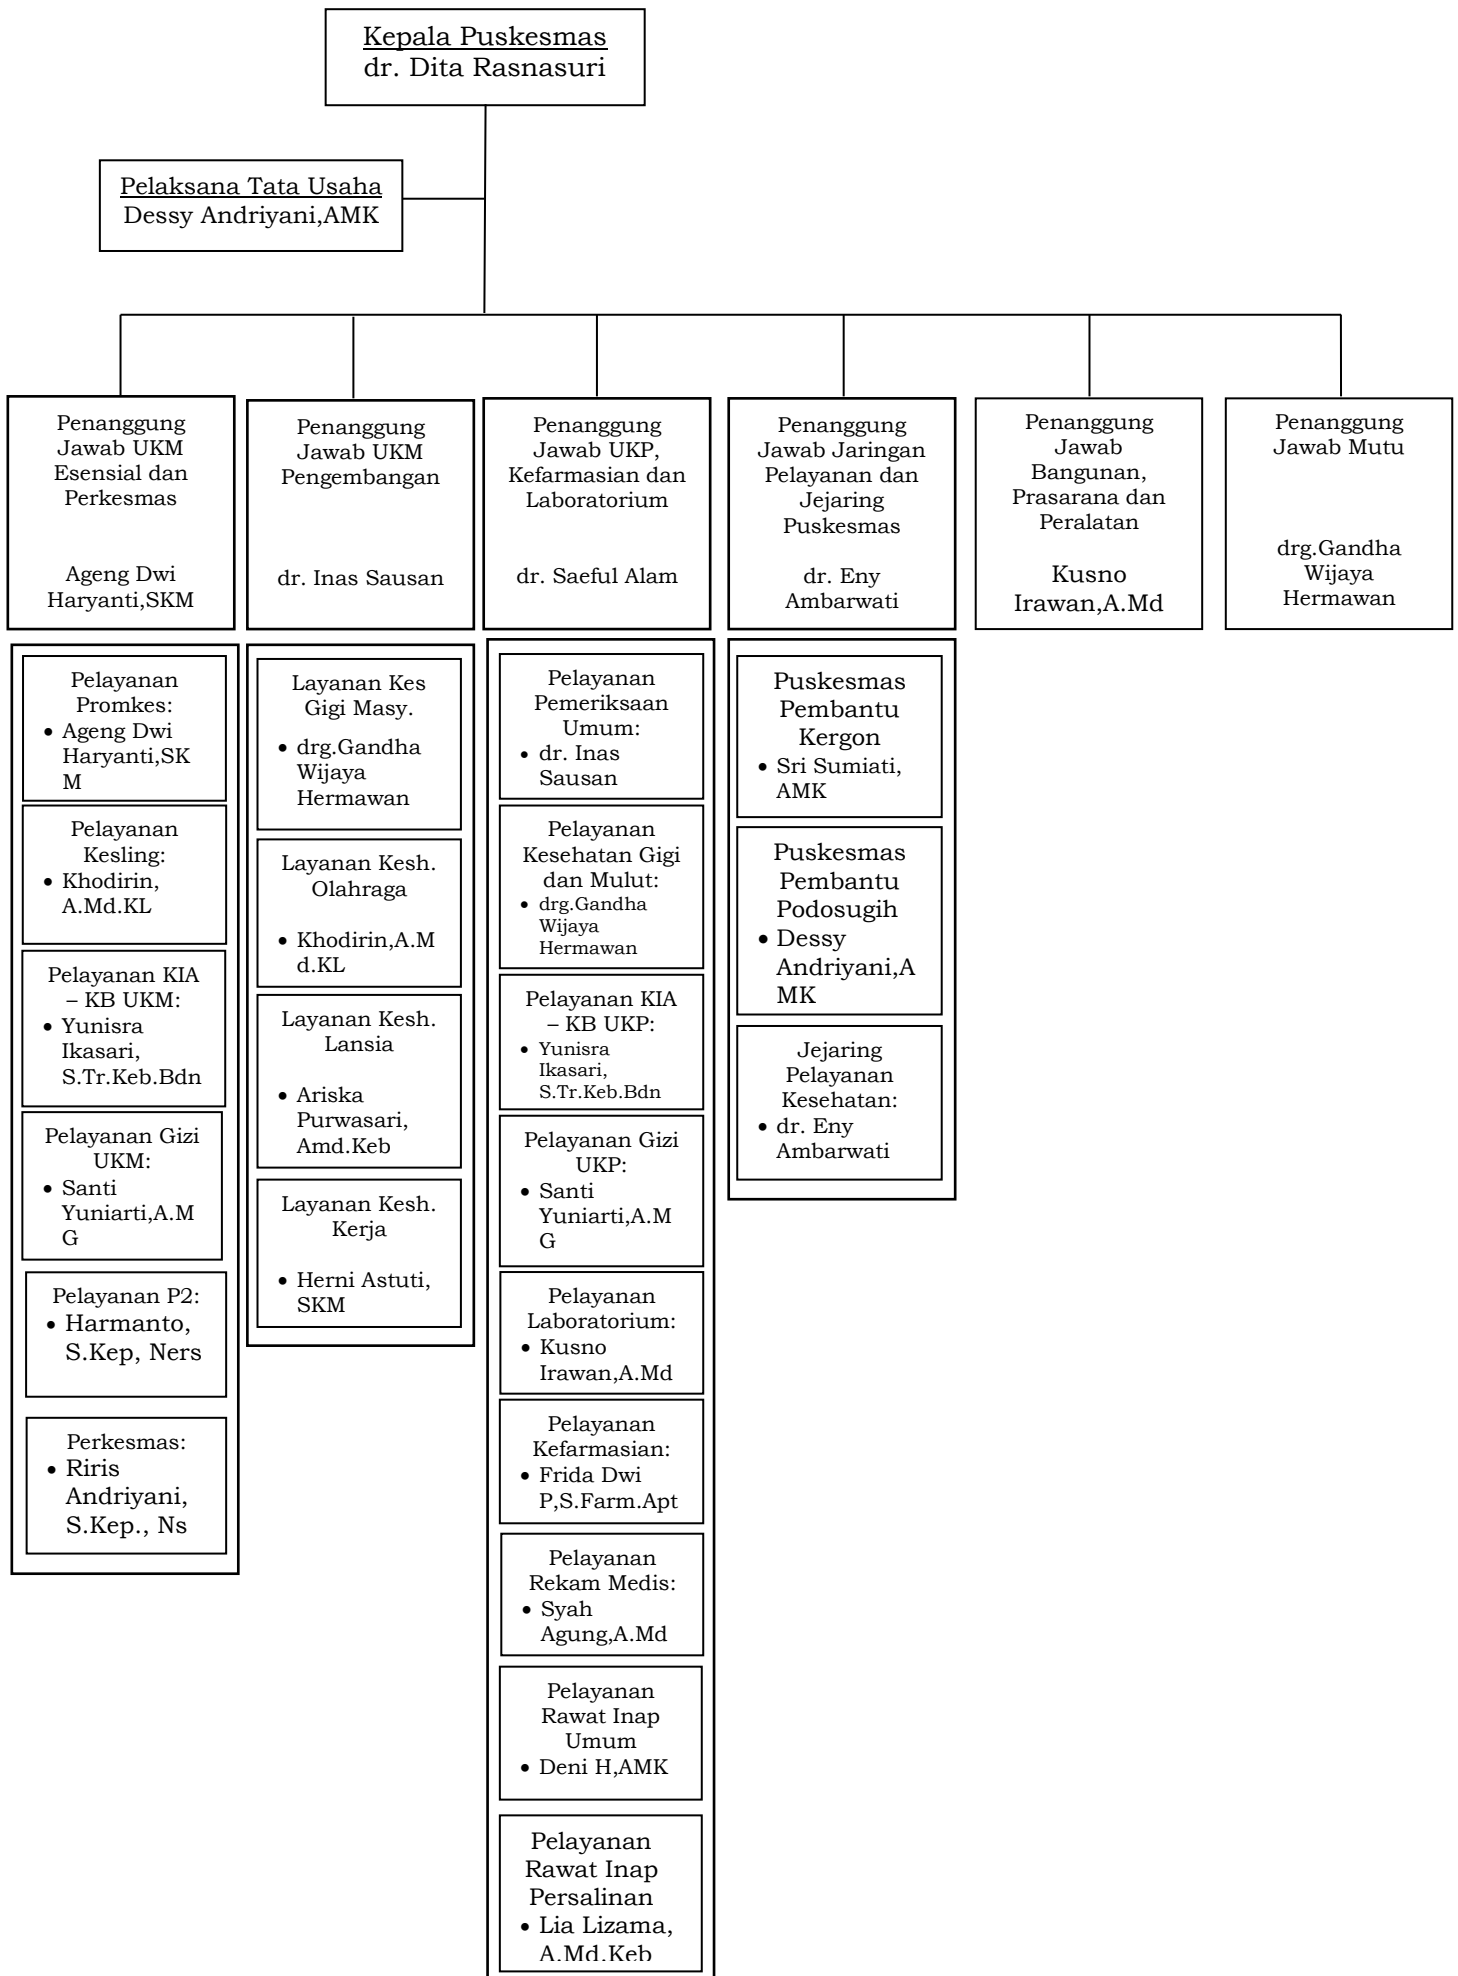 Kepala Puskesmas
dr. Dita Rasnasuri
Pelaksana Tata Usaha
Dessy Andriyani,AMK
Penanggung
Jawab UKM
Esensial dan
Perkesmas
Ageng Dwi
Haryanti,SKM
Penanggung
Jawab UKM
Pengembangan
dr. Inas Sausan
Penanggung
Jawab UKP,
Kefarmasian dan
Laboratorium
dr. Saeful Alam
Penanggung
Jawab Jaringan
Pelayanan dan
Jejaring
Puskesmas
dr. Eny
Ambarwati
Penanggung
Jawab
Bangunan,
Prasarana dan
Peralatan
Kusno
Irawan,A.Md
Penanggung
Jawab Mutu
drg.Gandha
Wijaya
Hermawan
Pelayanan
Promkes:
• Ageng Dwi
Haryanti,SK
M
Pelayanan
Kesling:
• Khodirin,
A.Md.KL
Pelayanan KIA
– KB UKM:
• Yunisra
Ikasari,
S.Tr.Keb.Bdn
Pelayanan Gizi
UKM:
• Santi
Yuniarti,A.M
G
Pelayanan P2:
• Harmanto,
S.Kep, Ners
Perkesmas:
• Riris
Andriyani,
S.Kep., Ns
Layanan Kes
Gigi Masy.
• drg.Gandha
Wijaya
Hermawan
Layanan Kesh.
Olahraga
• Khodirin,A.M
d.KL
Layanan Kesh.
Lansia
• Ariska
Purwasari,
Amd.Keb
Layanan Kesh.
Kerja
• Herni Astuti,
SKM
Pelayanan
Pemeriksaan
Umum:
• dr. Inas
Sausan
Pelayanan
Kesehatan Gigi
dan Mulut:
• drg.Gandha
Wijaya
Hermawan
Pelayanan KIA
– KB UKP:
• Yunisra
Ikasari,
S.Tr.Keb.Bdn
Pelayanan Gizi
UKP:
• Santi
Yuniarti,A.M
G
Pelayanan
Laboratorium:
• Kusno
Irawan,A.Md
Pelayanan
Kefarmasian:
• Frida Dwi
P,S.Farm.Apt
Pelayanan
Rekam Medis:
• Syah
Agung,A.Md
Pelayanan
Rawat Inap
Umum
• Deni H,AMK
Pelayanan
Rawat Inap
Persalinan
• Lia Lizama,
A.Md.Keb
Puskesmas
Pembantu
Kergon
• Sri Sumiati,
AMK
Puskesmas
Pembantu
Podosugih
• Dessy
Andriyani,A
MK
Jejaring
Pelayanan
Kesehatan:
• dr. Eny
Ambarwati